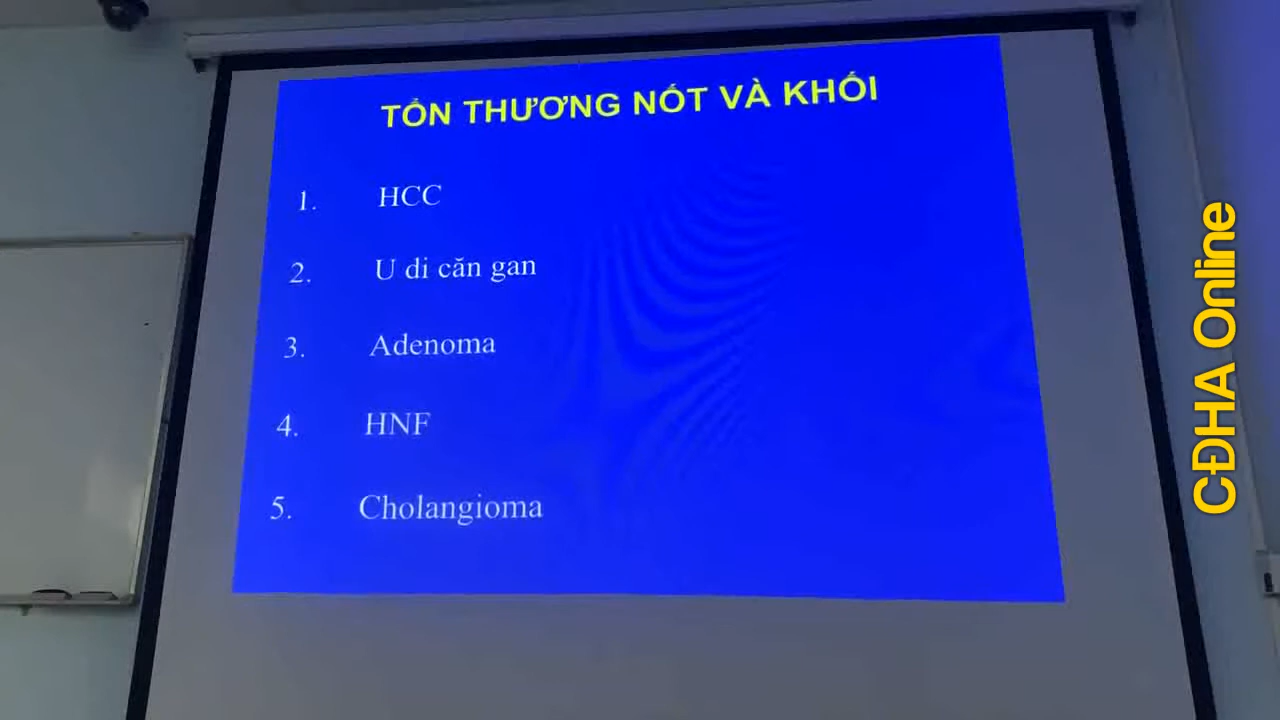 TỔN THƯƠNG NỐT VÀ KHỐI
1. HCC
2. U di căn gan
3. Adenoma
4. HNF
5. Cholangioma
CĐHA Online